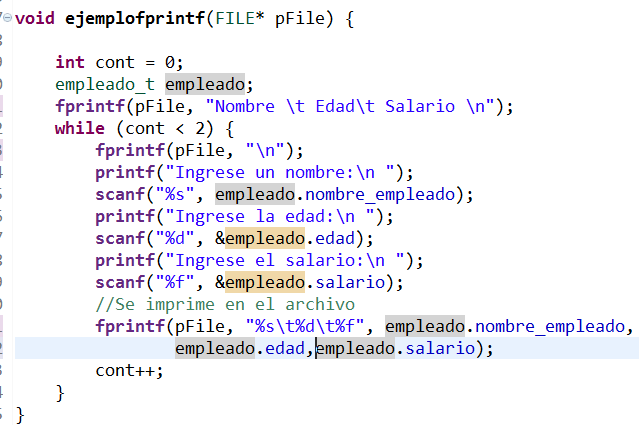 void ejemplofprintf(FILE* pFile) {
int cont = 0;
empleado_t empleado;
fprintf(pFile, "Nombre \t Edad\t Salario \n");
while (cont < 2) {
fprintf(pFile, "\n");
printf("Ingrese un nombre:\n ");
scanf("%s", empleado.nombre_empleado);
printf("Ingrese la edad:\n ");
scanf("%d", &empleado.edad);
printf("Ingrese el salario:\n ");
scanf("%f", &empleado.salario);
//Se imprime en el archivo
fprintf(pFile, "%s\t%d\t%f", empleado.nombre_empleado,
empleado.edad,empleado.salario);
cont++;
}
}